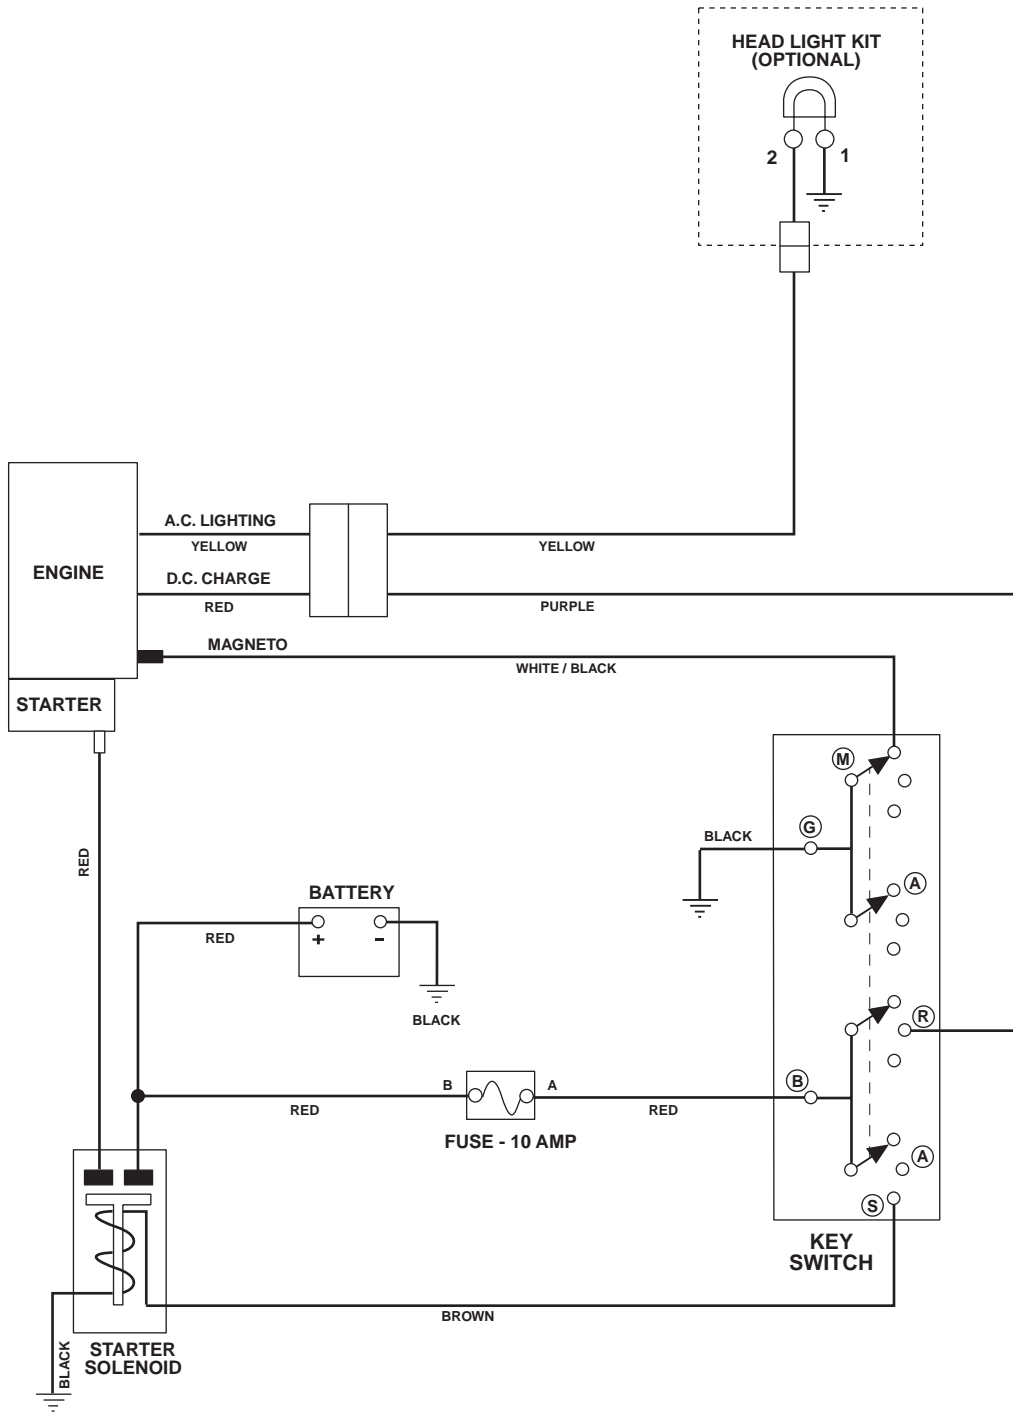 HEAD LIGHT KIT
(OPTIONAL)
2
1
A.C. LIGHTING
YELLOW
YELLOW
ENGINE
D.C. CHARGE
RED
PURPLE
MAGNETO
WHITE / BLACK
STARTER
M
G
BLACK
RED
A
BATTERY
+
-
RED
BLACK
R
B
B
A
RED
RED
FUSE - 10 AMP
A
S
KEY
SWITCH
BROWN
BLACK
STARTER
SOLENOID